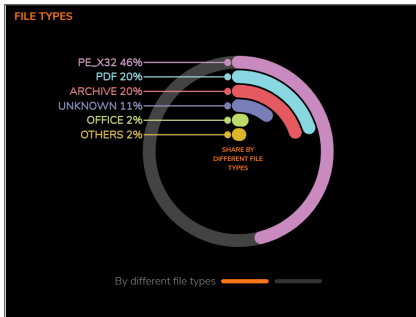 FILE TYPES
PE_X32 46%
PDF 20%
ARCHIVE 20%
UNKNOWN 11%
OFFICE 2%
OTHERS 2%
SHARE BY
DIFFERENT FILE
TYPES
By different file types